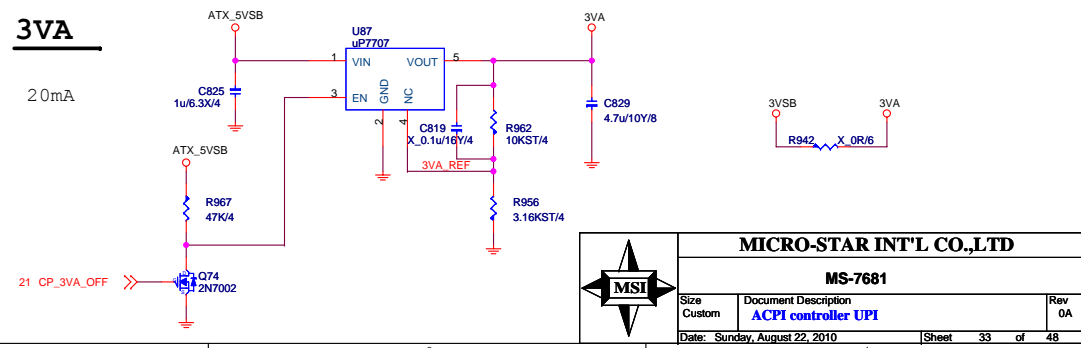 3VA
20mA
ATX_5VSB
U87
uP7707
1
VIN
VOUT
5
3
EN
GND
NC
2
4
C825
1u/6.3X/4
C819
X_0.1u/16Y/4
R962
10KST/4
3VA_REF
R956
3.16KST/4
3VA
C829
4.7u/10Y/8
3VSB
3VA
R942
X_0R/6
ATX_5VSB
R967
47K/4
21 CP_3VA_OFF
Q74
2N7002
MSI
MICRO-STAR INT'L CO.,LTD
MS-7681
Size
Custom
Document Description
ACPI controller UPI
Rev
0A
Date: Sunday, August 22, 2010
Sheet 33 of 48